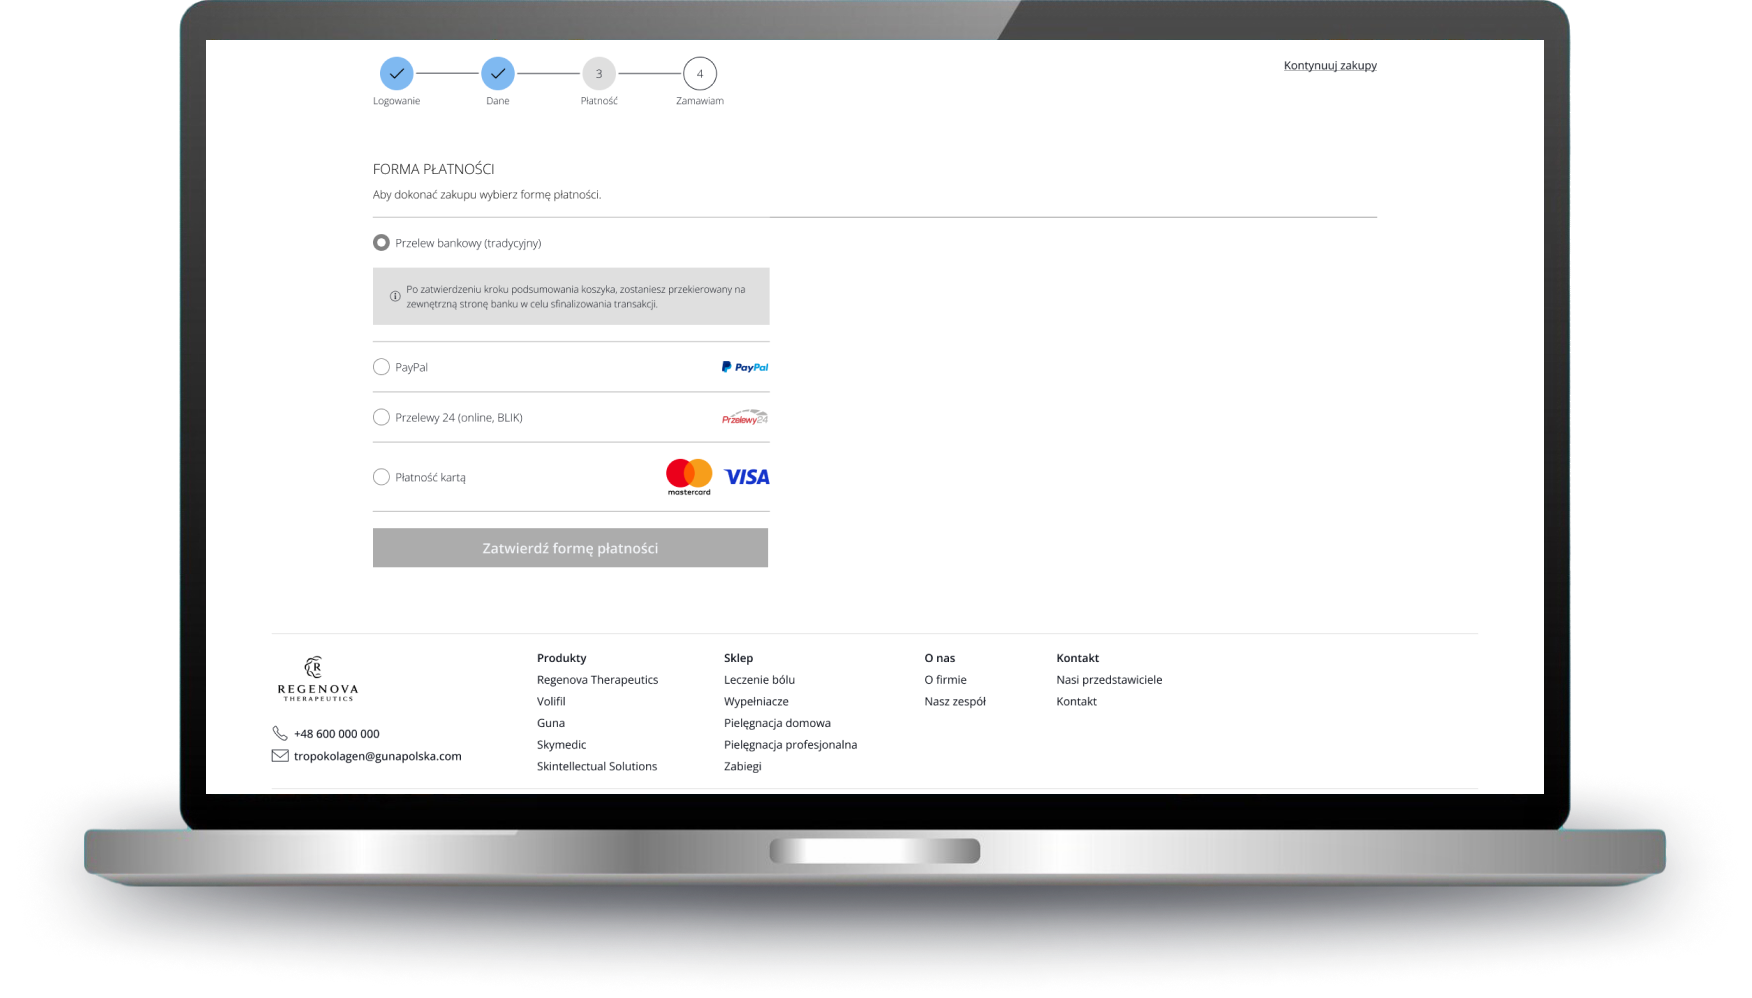 Kontynuuj zakupy
3
4
Logowanie
Dane
Płatność
Zamawiam
FORMA PŁATNOŚCI
Aby dokonać zakupu wybierz formę płatności.
Przelew bankowy (tradycyjny)
Po zatwierdzeniu kroku podsumowania koszyka, zostaniesz przekierowany na
zewnętrzną stronę banku w celu sfinalizowania transakcji.
PayPal
PayPal
Przelewy 24 (online, BLIK)
Przelewy24
Płatność kartą
mastercard
VISA
Zatwierdź formę płatności
R
REGENOVA
THERAPEUTICS
+48 600 000 000
tropokolagen@gunapolska.com
Produkty
Regenova Therapeutics
Volifil
Guna
Skymedic
Skintellectual Solutions
Sklep
Leczenie bólu
Wypełniacze
Pielęgnacja domowa
Pielęgnacja profesjonalna
Zabiegi
O nas
O firmie
Nasz zespół
Kontakt
Nasi przedstawiciele
Kontakt